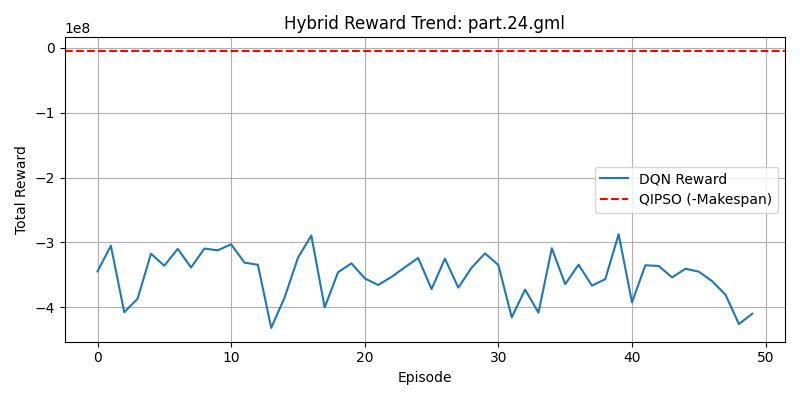 Hybrid Reward Trend: part.24.gml
1e8
0
−1
−2
−3
−4
Total Reward
DQN Reward
QIPSO (-Makespan)
0 10 20 30 40 50
Episode